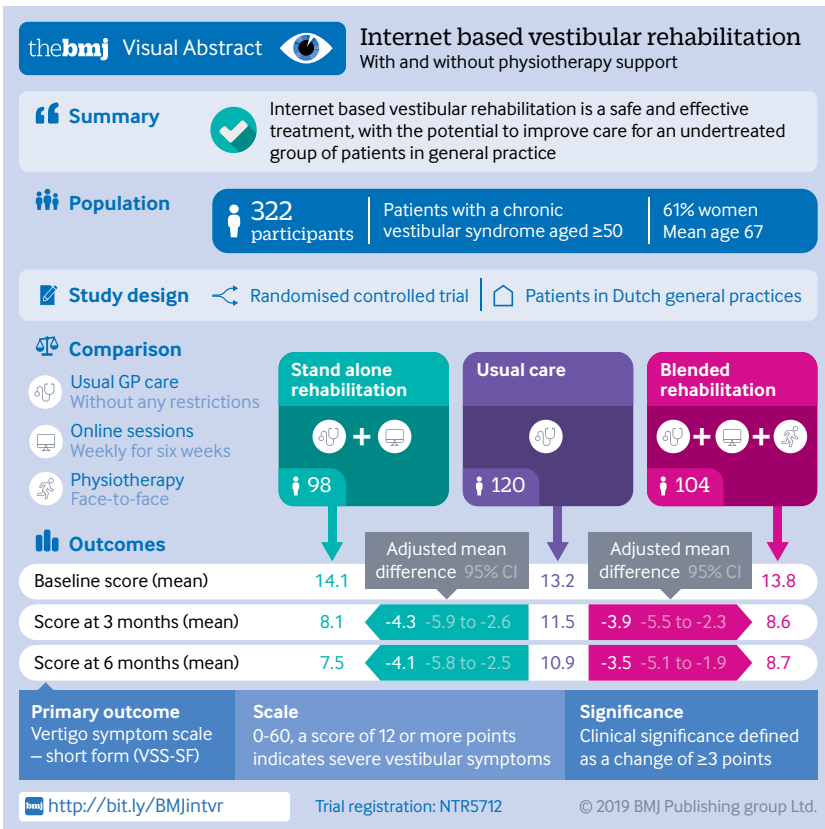 thebmj Visual Abstract
Internet based vestibular rehabilitation
With and without physiotherapy support
Summary
Internet based vestibular rehabilitation is a safe and effective
treatment, with the potential to improve care for an undertreated
group of patients in general practice
Population
322
participants
Patients with a chronic
vestibular syndrome aged ≥50
61% women
Mean age 67
Study design
Randomised controlled trial
Patients in Dutch general practices
Comparison
Usual GP care
Without any restrictions
Online sessions
Weekly for six weeks
Physiotherapy
Face-to-face
Stand alone
rehabilitation
+
98
Usual care
120
Blended
rehabilitation
+ +
104
Outcomes
Adjusted mean
difference 95% CI
Adjusted mean
difference 95% CI
Baseline score (mean) 14.1 13.2 13.8
Score at 3 months (mean) 8.1 -4.3 -5.9 to -2.6 11.5 -3.9 -5.5 to -2.3 8.6
Score at 6 months (mean) 7.5 -4.1 -5.8 to -2.5 10.9 -3.5 -5.1 to -1.9 8.7
Primary outcome
Vertigo symptom scale
– short form (VSS-SF)
Scale
0-60, a score of 12 or more points
indicates severe vestibular symptoms
Significance
Clinical significance defined
as a change of ≥3 points
bmj http://bit.ly/BMJintvr
Trial registration: NTR5712
© 2019 BMJ Publishing group Ltd.